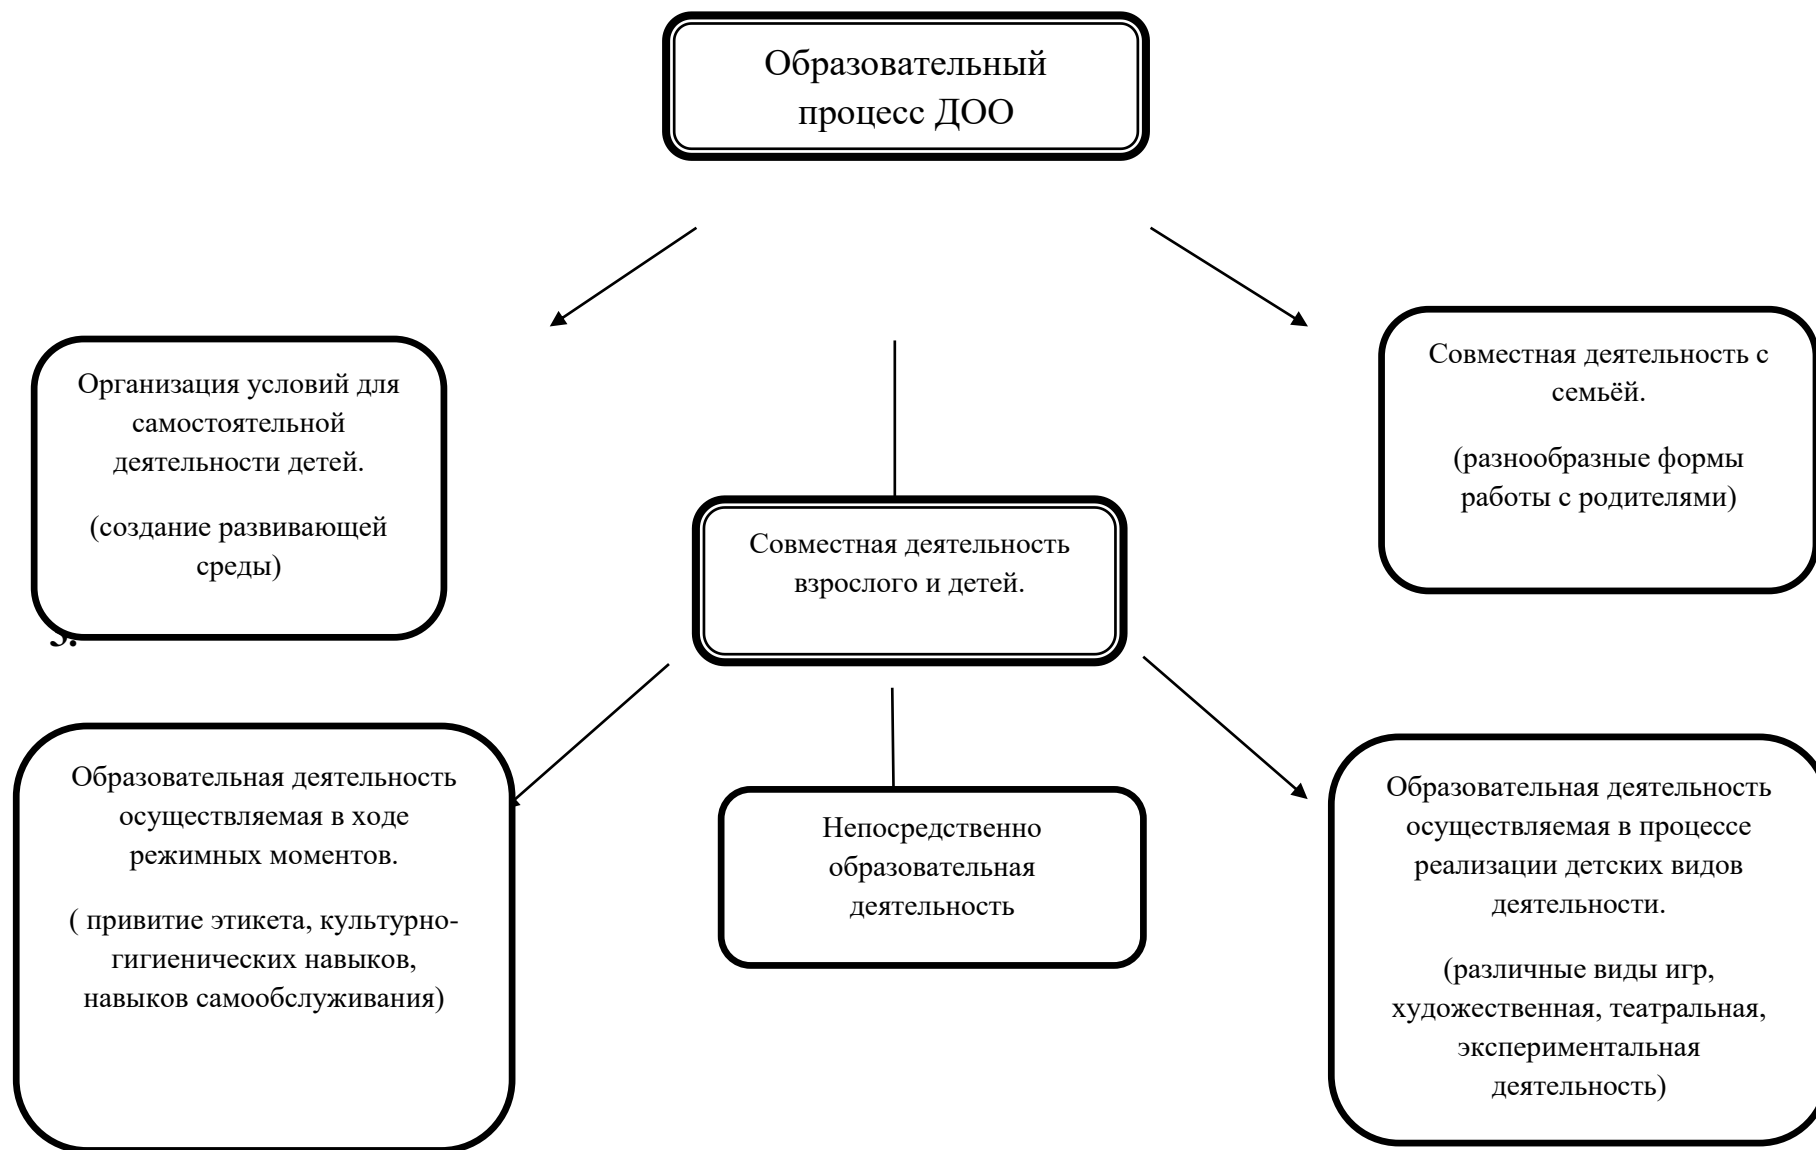 Образовательный
процесс ДОО
Организация условий для
самостоятельной
деятельности детей.
(создание развивающей
среды)
Совместная деятельность
взрослого и детей.
Совместная деятельность с
семьёй.
(разнообразные формы
работы с родителями)
Образовательная деятельность
осуществляемая в ходе
режимных моментов.
( привитие этикета, культурно-
гигиенических навыков,
навыков самообслуживания)
Непосредственно
образовательная
деятельность
Образовательная деятельность
осуществляемая в процессе
реализации детских видов
деятельности.
(различные виды игр,
художественная, театральная,
экспериментальная
деятельность)